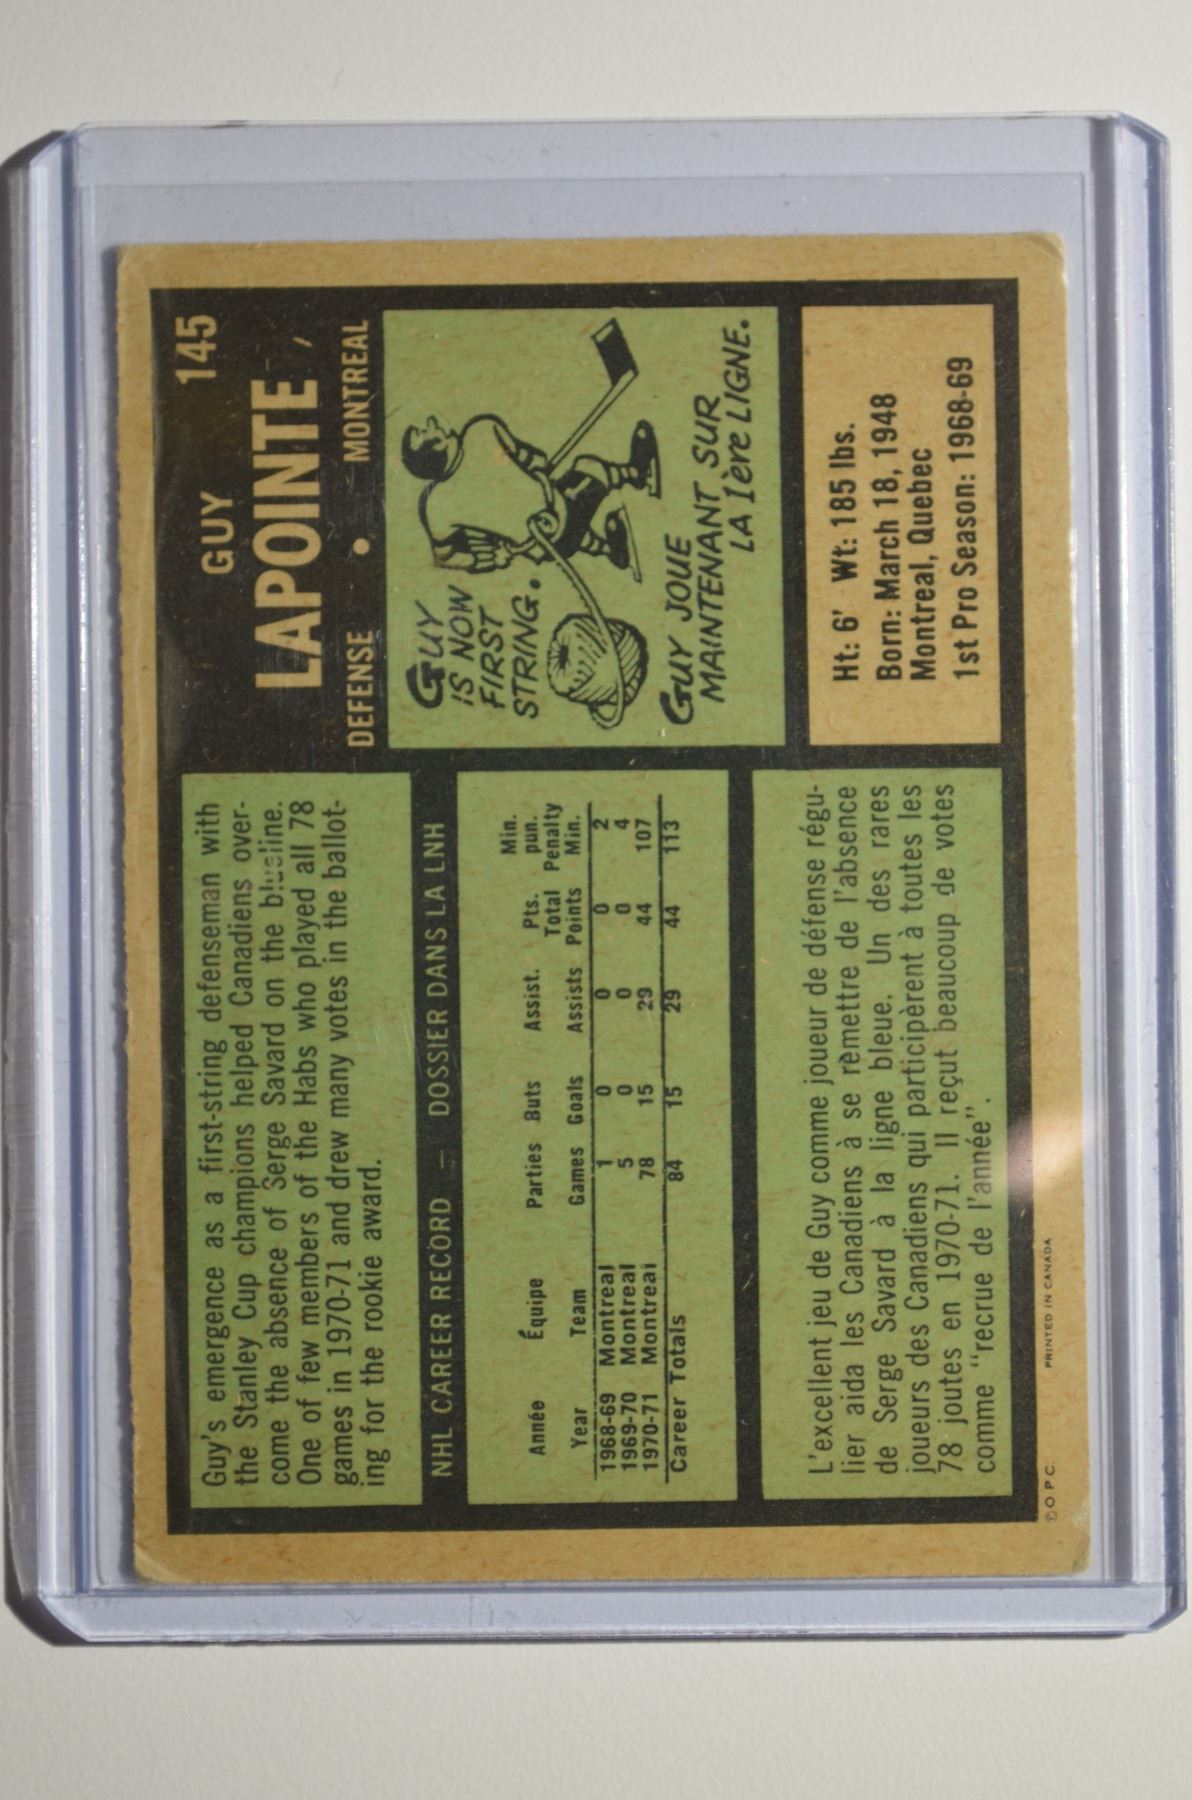 Guy's emergence as a first-string defenseman with
the Stanley Cup champions helped Canadiens over-
come the absence of Serge Savard on the blueline.
One of few members of the Habs who played all 78
games in 1970-71 and drew many votes in the ballot-
ing for the rookie award.
GUY 145
LAPOINTE
DEFENSE • MONTREAL
NHL CAREER RECORD — DOSSIER DANS LA LNH
Année Équipe Parties Buts Assist. Pts. Min. pun.
Year Team Games Goals Assists Total Points Penalty Min.
1968-69 Montreal 1 0 0 0 2
1969-70 Montreal 5 0 0 0 4
1970-71 Montreal 78 15 29 44 107
Career Totals 84 15 29 44 113
GUY
IS NOW
FIRST
STRING.
GUY JOUE
MAINTENANT SUR
LA 1ère LIGNE.
L'excellent jeu de Guy comme joueur de défense régu-
lier aida les Canadiens à se rèmettre de l'absence
de Serge Savard à la ligne bleue. Un des rares
joueurs des Canadiens qui participèrent à toutes les
78 joutes en 1970-71. Il reçut beaucoup de votes
comme "recrue de l'année".
Ht: 6' Wt: 185 lbs.
Born: March 18, 1948
Montreal, Quebec
1st Pro Season: 1968-69
© O P C. PRINTED IN CANADA